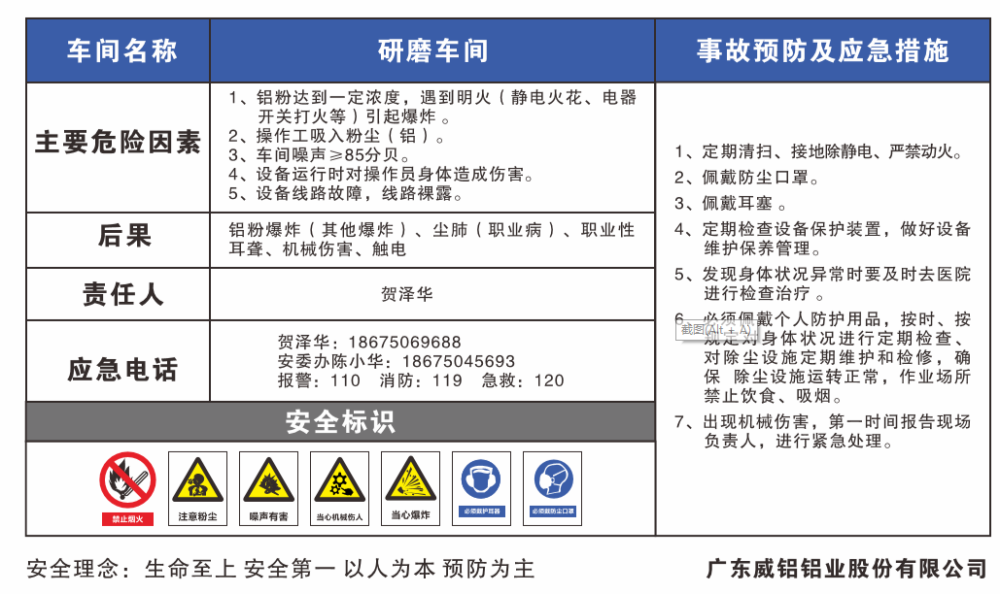 车间名称
研磨车间
事故预防及应急措施
主要危险因素
1、铝粉达到一定浓度，遇到明火（静电火花、电器
开关打火等）引起爆炸 。
2、操作工吸入粉尘（铝）。
3、车间噪声≥85分贝。
4、设备运行时对操作员身体造成伤害。
5、设备线路故障，线路裸露。
后果
铝粉爆炸（其他爆炸）、尘肺（职业病）、职业性
耳聋、机械伤害、触电
责任人
贺泽华
应急电话
贺泽华：18675069688
安委办陈小华：18675045693
报警：110 消防：119 急救：120
安全标识
禁止烟火
注意粉尘
噪声有害
当心机械伤人
当心爆炸
必须戴护耳器
必须戴防尘口罩
1、定期清扫、接地除静电、严禁动火。
2、佩戴防尘口罩。
3、佩戴耳塞 。
4、定期检查设备保护装置，做好设备
维护保养管理。
5、发现身体状况异常时要及时去医院
进行检查治疗 。
6、必须佩戴个人防护用品，按时、按
截图(Alt + A)
规定对身体状况进行定期检查、
对除尘设施定期维护和检修，确
保 除尘设施运转正常，作业场所
禁止饮食、吸烟。
7、出现机械伤害，第一时间报告现场
负责人，进行紧急处理。
安全理念：生命至上 安全第一 以人为本 预防为主
广东威铝铝业股份有限公司